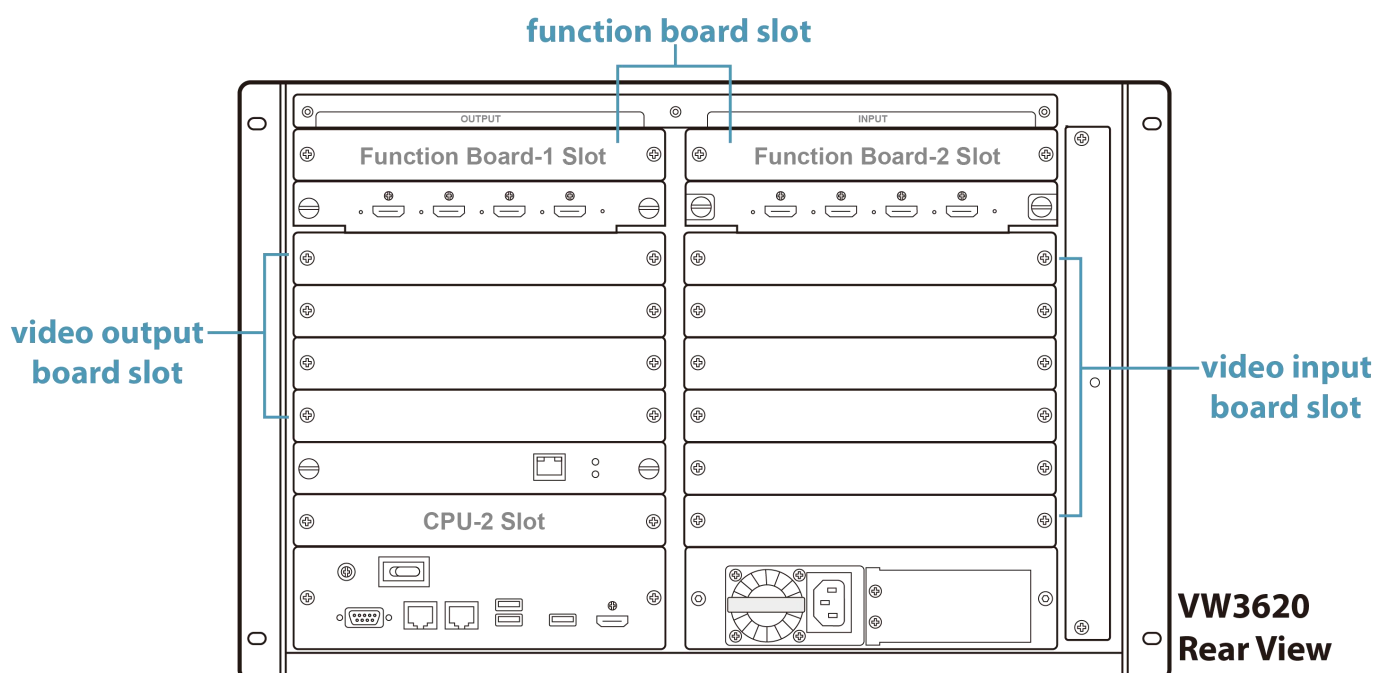 function board slot
OUTPUT
INPUT
Function Board-1 Slot
Function Board-2 Slot
video output
board slot
video input
board slot
CPU-2 Slot
VW3620
Rear View